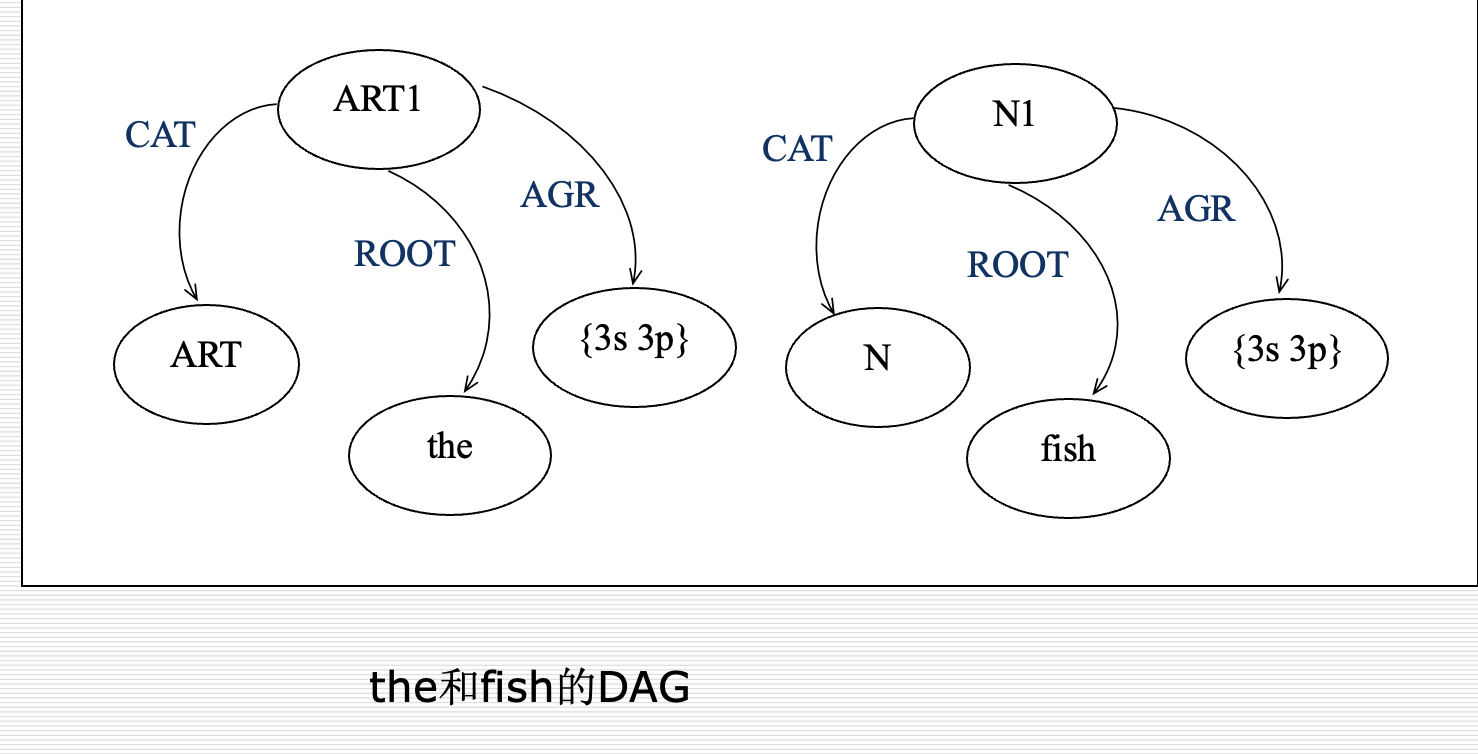 ART1
N1
CAT
CAT
AGR
AGR
ROOT
ROOT
ART
{3s 3p}
N
{3s 3p}
the
fish
the和fish的DAG